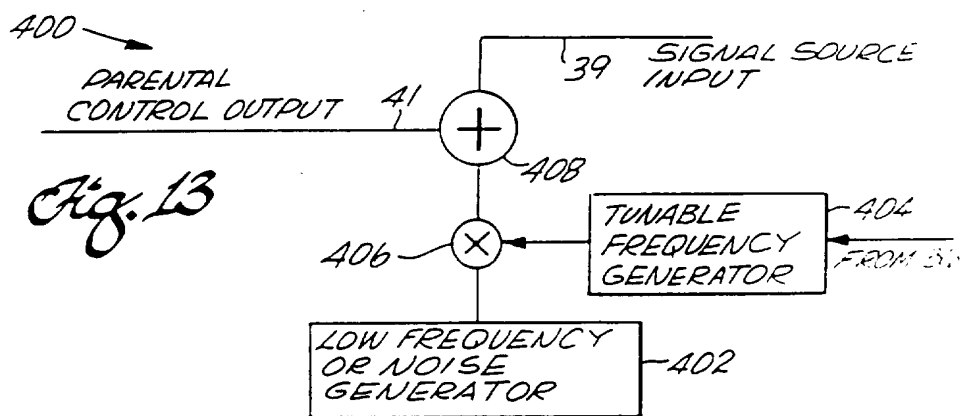 400
39
SIGNAL SOURCE
INPUT
PARENTAL
CONTROL OUTPUT
41
+
408
Fig. 13
TUNABLE
FREQUENCY
GENERATOR
404
FROM
406
×
LOW FREQUENCY
OR NOISE
GENERATOR
402